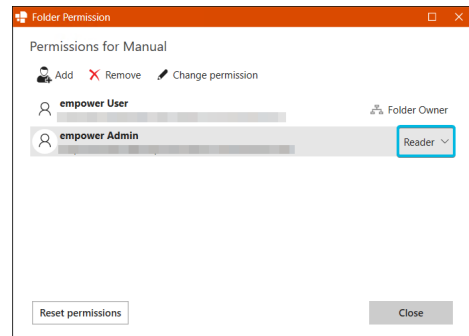 Folder Permission
Permissions for Manual
Add Remove Change permission
empower User
Folder Owner
empower Admin
Reader
Reset permissions Close